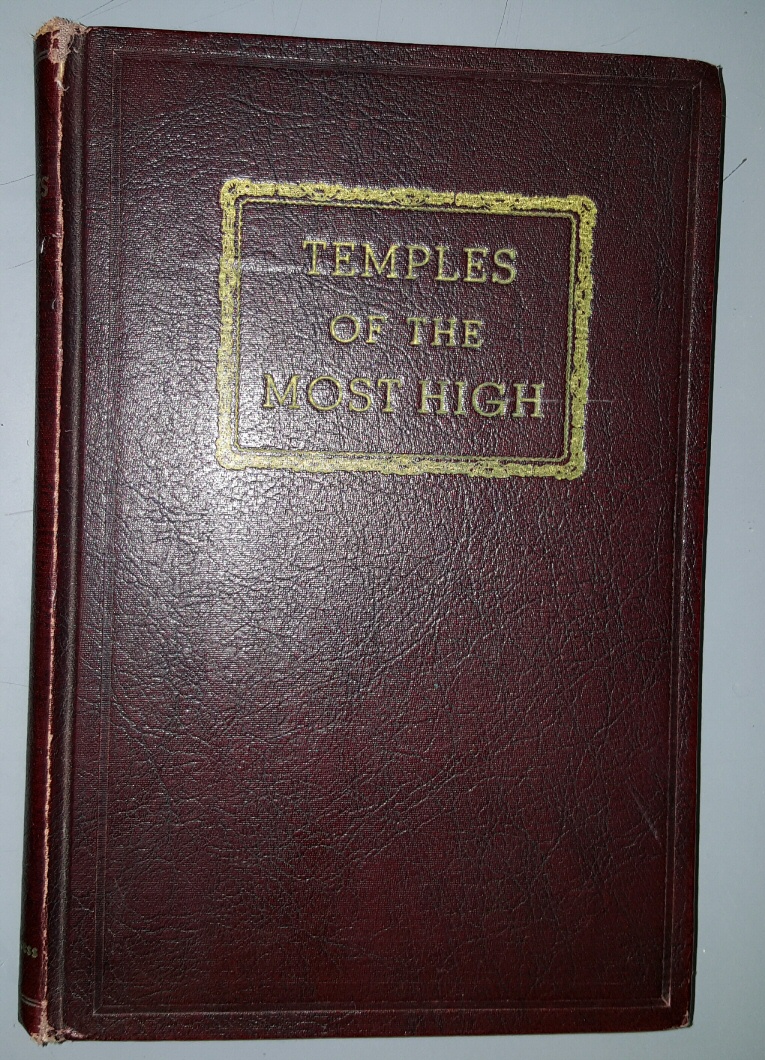 TEMPLES
OF THE
MOST HIGH